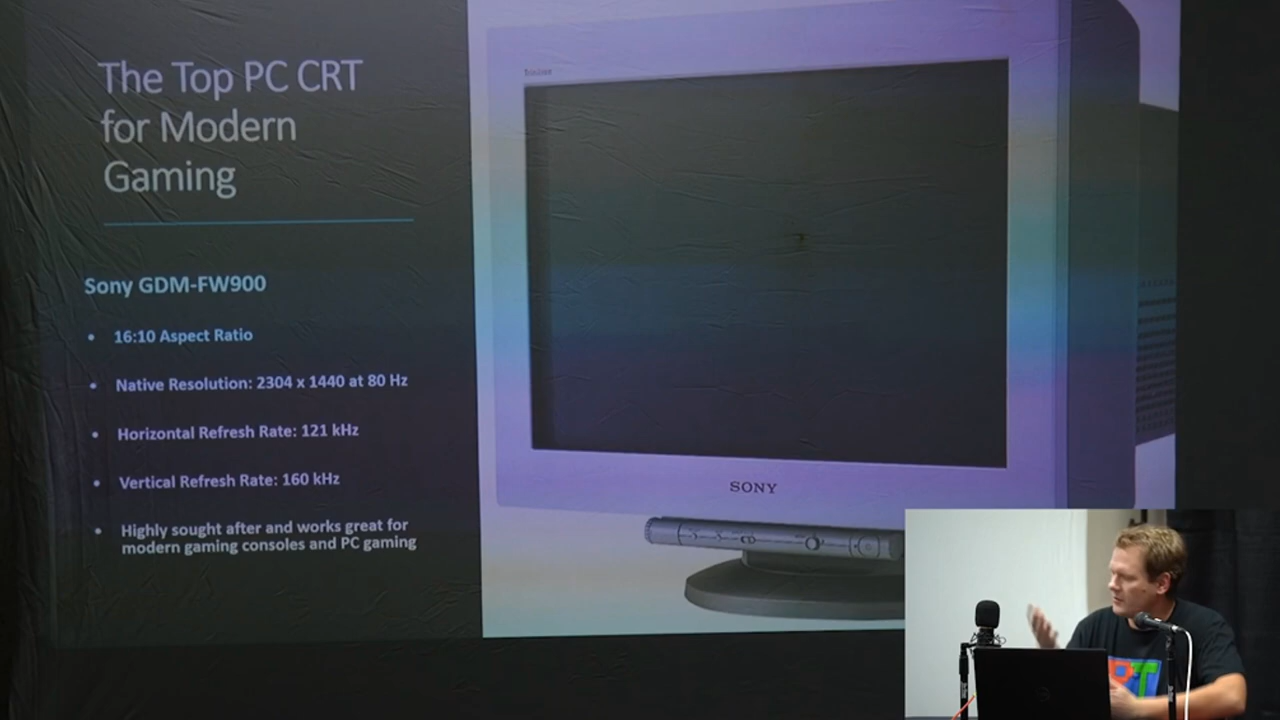 The Top PC CRT
for Modern
Gaming
Sony GDM-FW900
• 16:10 Aspect Ratio
• Native Resolution: 2304 x 1440 at 80 Hz
• Horizontal Refresh Rate: 121 kHz
• Vertical Refresh Rate: 160 kHz
• Highly sought after and works great for
modern gaming consoles and PC gaming
Trinitron
SONY
RT